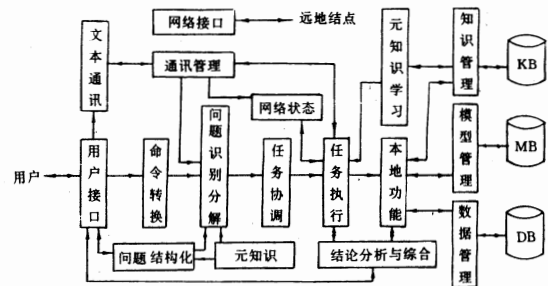 网络接口
远地结点
文本通讯
通讯管理
网络状态
元知识学习
知识管理
KB
用户
用户接口
命令转换
问题识别分解
任务协调
任务执行
本地功能
模型管理
MB
问题 结构化
元知识
结论分析与综合
数据管理
DB